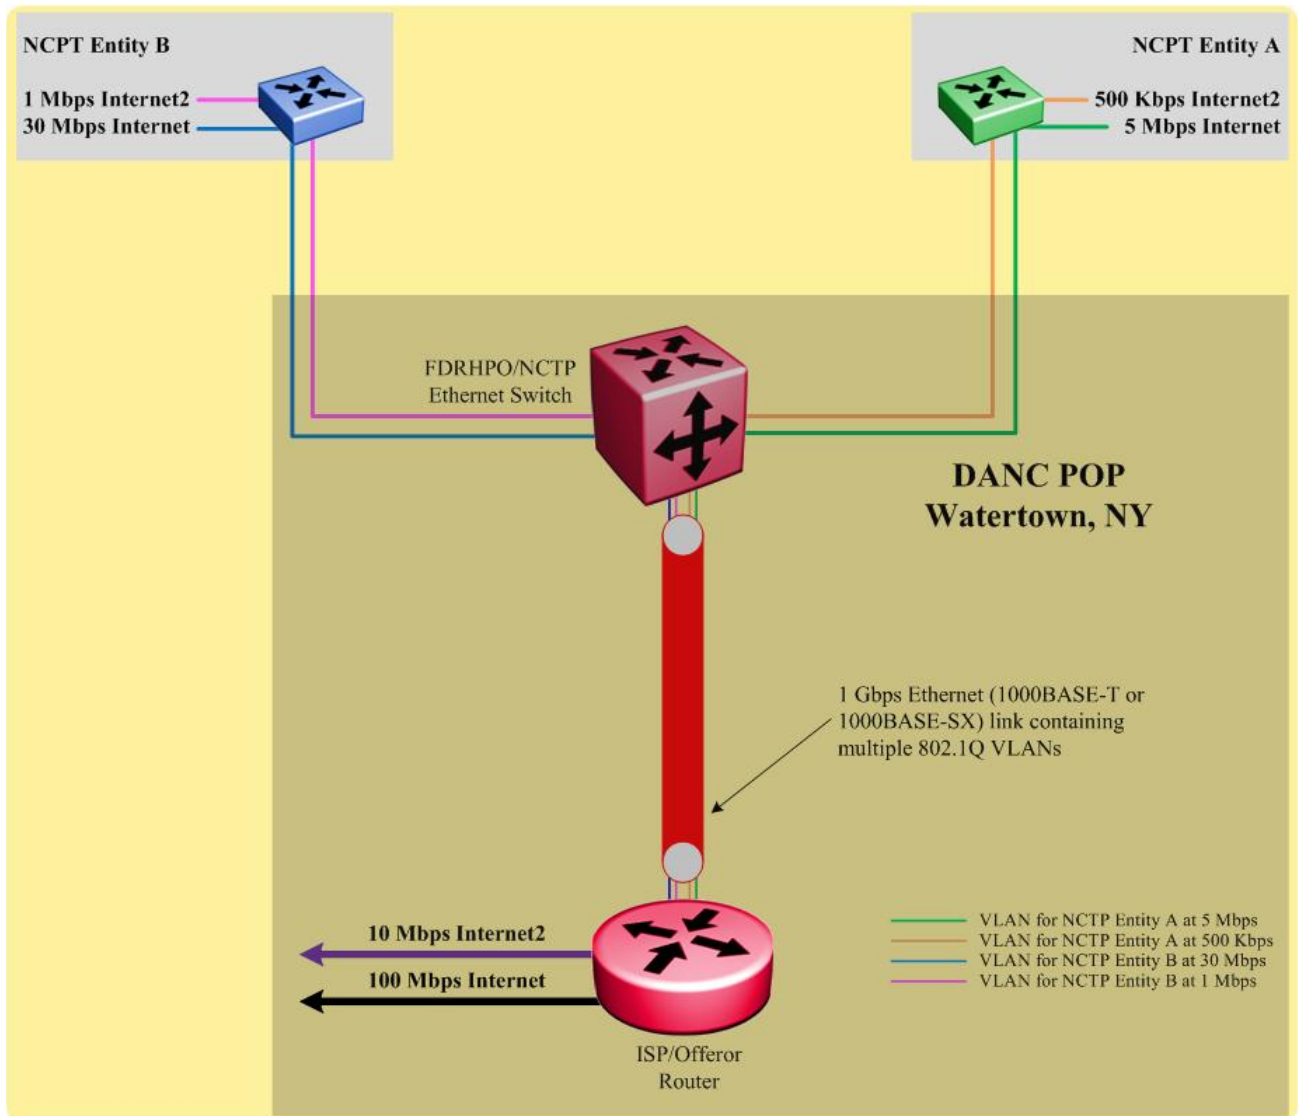 NCPT Entity B
1 Mbps Internet2
30 Mbps Internet
NCPT Entity A
500 Kbps Internet2
5 Mbps Internet
FDRHPO/NCTP
Ethernet Switch
DANC POP
Watertown, NY
1 Gbps Ethernet (1000BASE-T or
1000BASE-SX) link containing
multiple 802.1Q VLANs
10 Mbps Internet2
100 Mbps Internet
VLAN for NCTP Entity A at 5 Mbps
VLAN for NCTP Entity A at 500 Kbps
VLAN for NCTP Entity B at 30 Mbps
VLAN for NCTP Entity B at 1 Mbps
ISP/Offeror
Router